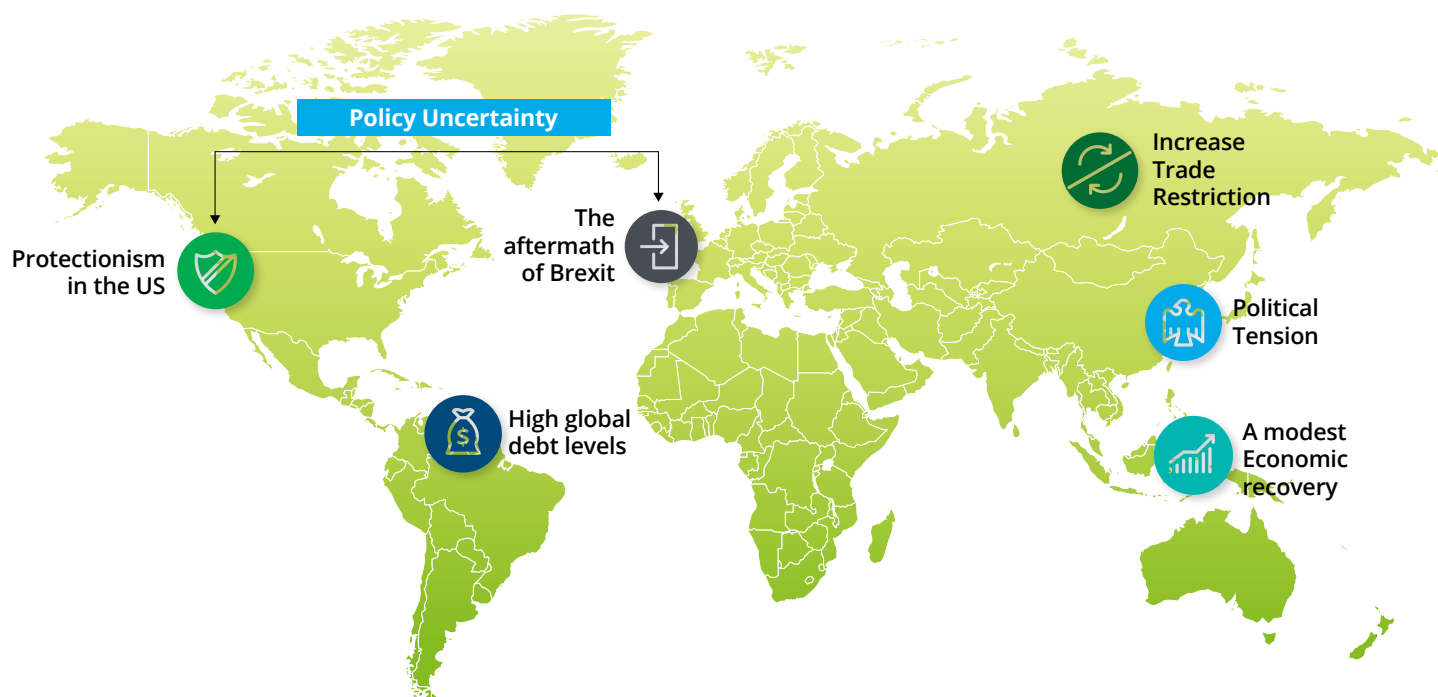 Policy Uncertainty
Protectionism
in the US
The
aftermath
of Brexit
Increase
Trade
Restriction
Political
Tension
High global
debt levels
$
A modest
Economic
recovery